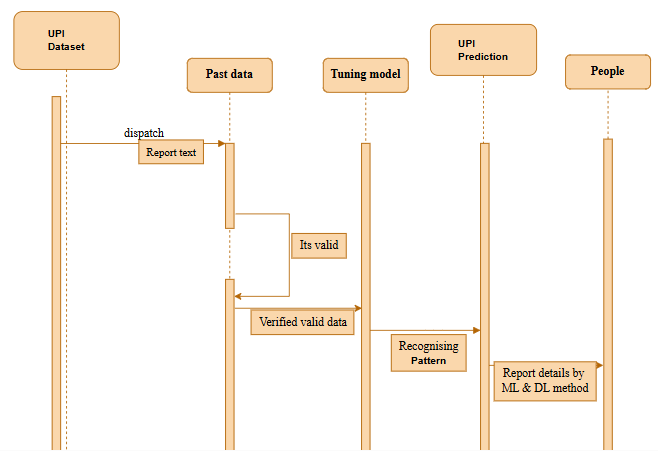 UPI
Dataset
Past data
Tuning model
UPI
Prediction
People
dispatch
Report text
Its valid
Verified valid data
Recognising
Pattern
Report details by
ML & DL method